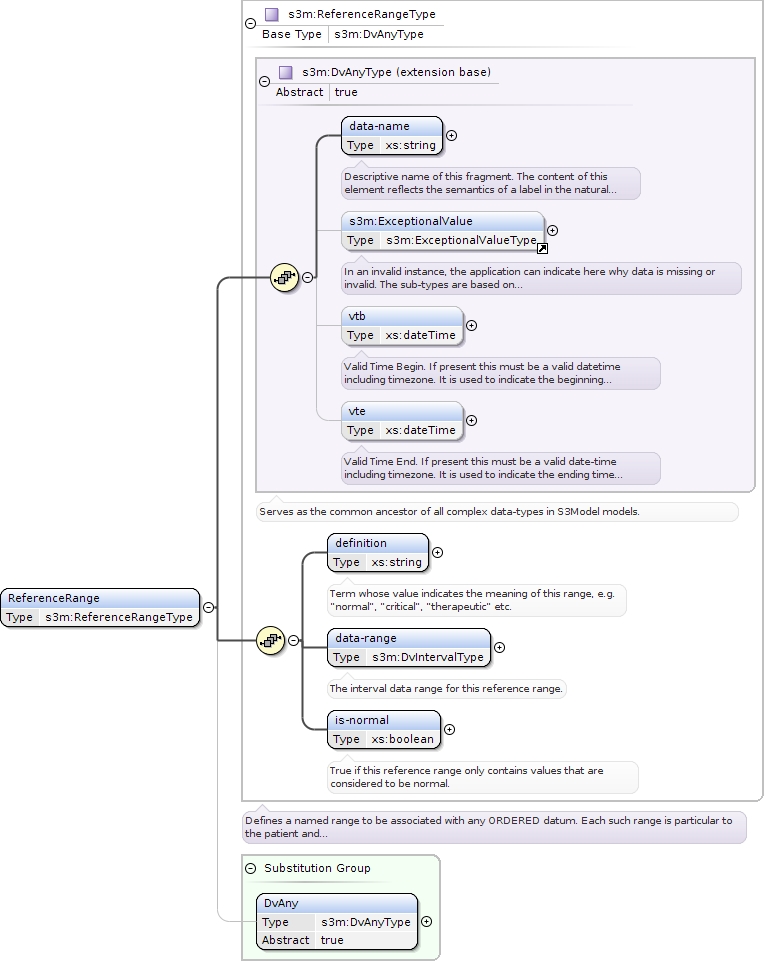 s3m:ReferenceRangeType
Base Type s3m:DvAnyType
s3m:DvAnyType (extension base)
Abstract true
data-name
Type xs:string
Descriptive name of this fragment. The content of this
element reflects the semantics of a label in the natural...
s3m:ExceptionalValue
Type s3m:ExceptionalValueType
In an invalid instance, the application can indicate here why data is missing or
invalid. The sub-types are based on...
vtb
Type xs:dateTime
Valid Time Begin. If present this must be a valid datetime
including timezone. It is used to indicate the beginning...
vte
Type xs:dateTime
Valid Time End. If present this must be a valid date-time
including timezone. It is used to indicate the ending time...
Serves as the common ancestor of all complex data-types in S3Model models.
definition
Type xs:string
Term whose value indicates the meaning of this range, e.g.
"normal", "critical", "therapeutic" etc.
ReferenceRange
Type s3m:ReferenceRangeType
data-range
Type s3m:DvIntervalType
The interval data range for this reference range.
is-normal
Type xs:boolean
True if this reference range only contains values that are
considered to be normal.
Defines a named range to be associated with any ORDERED datum. Each such range is particular to
the patient and...
Substitution Group
DvAny
Type s3m:DvAnyType
Abstract true